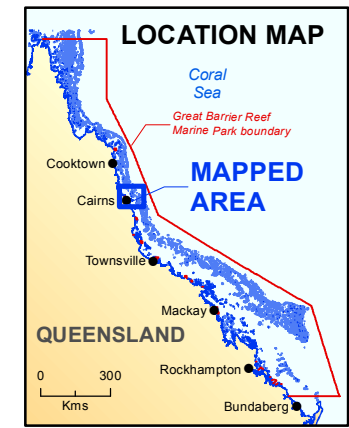 LOCATION MAP
Coral
Sea
Great Barrier Reef
Marine Park boundary
Cooktown
MAPPED
AREA
Cairns
Townsville
Mackay
QUEENSLAND
Rockhampton
0 300
Kms
Bundaberg